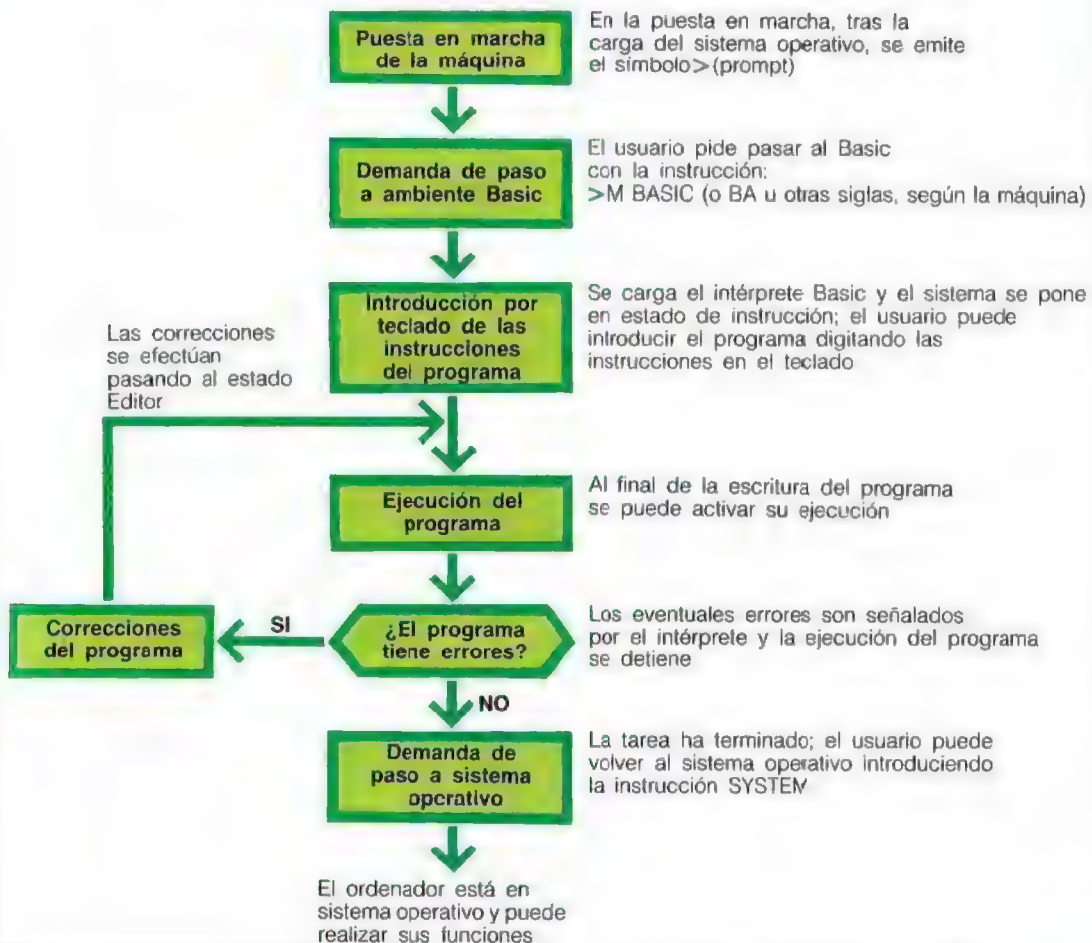 Puesta en marcha
de la máquina
En la puesta en marcha, tras la
carga del sistema operativo, se emite
el símbolo>(prompt)
Demanda de paso
a ambiente Basic
El usuario pide pasar al Basic
con la instrucción:
>M BASIC (o BA u otras siglas, según la máquina)
Introducción por
teclado de las
instrucciones
del programa
Se carga el intérprete Basic y el sistema se pone
en estado de instrucción; el usuario puede
introducir el programa digitando las
instrucciones en el teclado
Las correcciones
se efectúan
pasando al estado
Editor
Ejecución del
programa
Al final de la escritura del programa
se puede activar su ejecución
Correcciones
del programa
SI
¿El programa
tiene errores?
Los eventuales errores son señalados
por el intérprete y la ejecución del programa
se detiene
NO
Demanda de
paso a sistema
operativo
La tarea ha terminado; el usuario puede
volver al sistema operativo introduciendo
la instrucción SYSTEM
El ordenador está en
sistema operativo y puede
realizar sus funciones